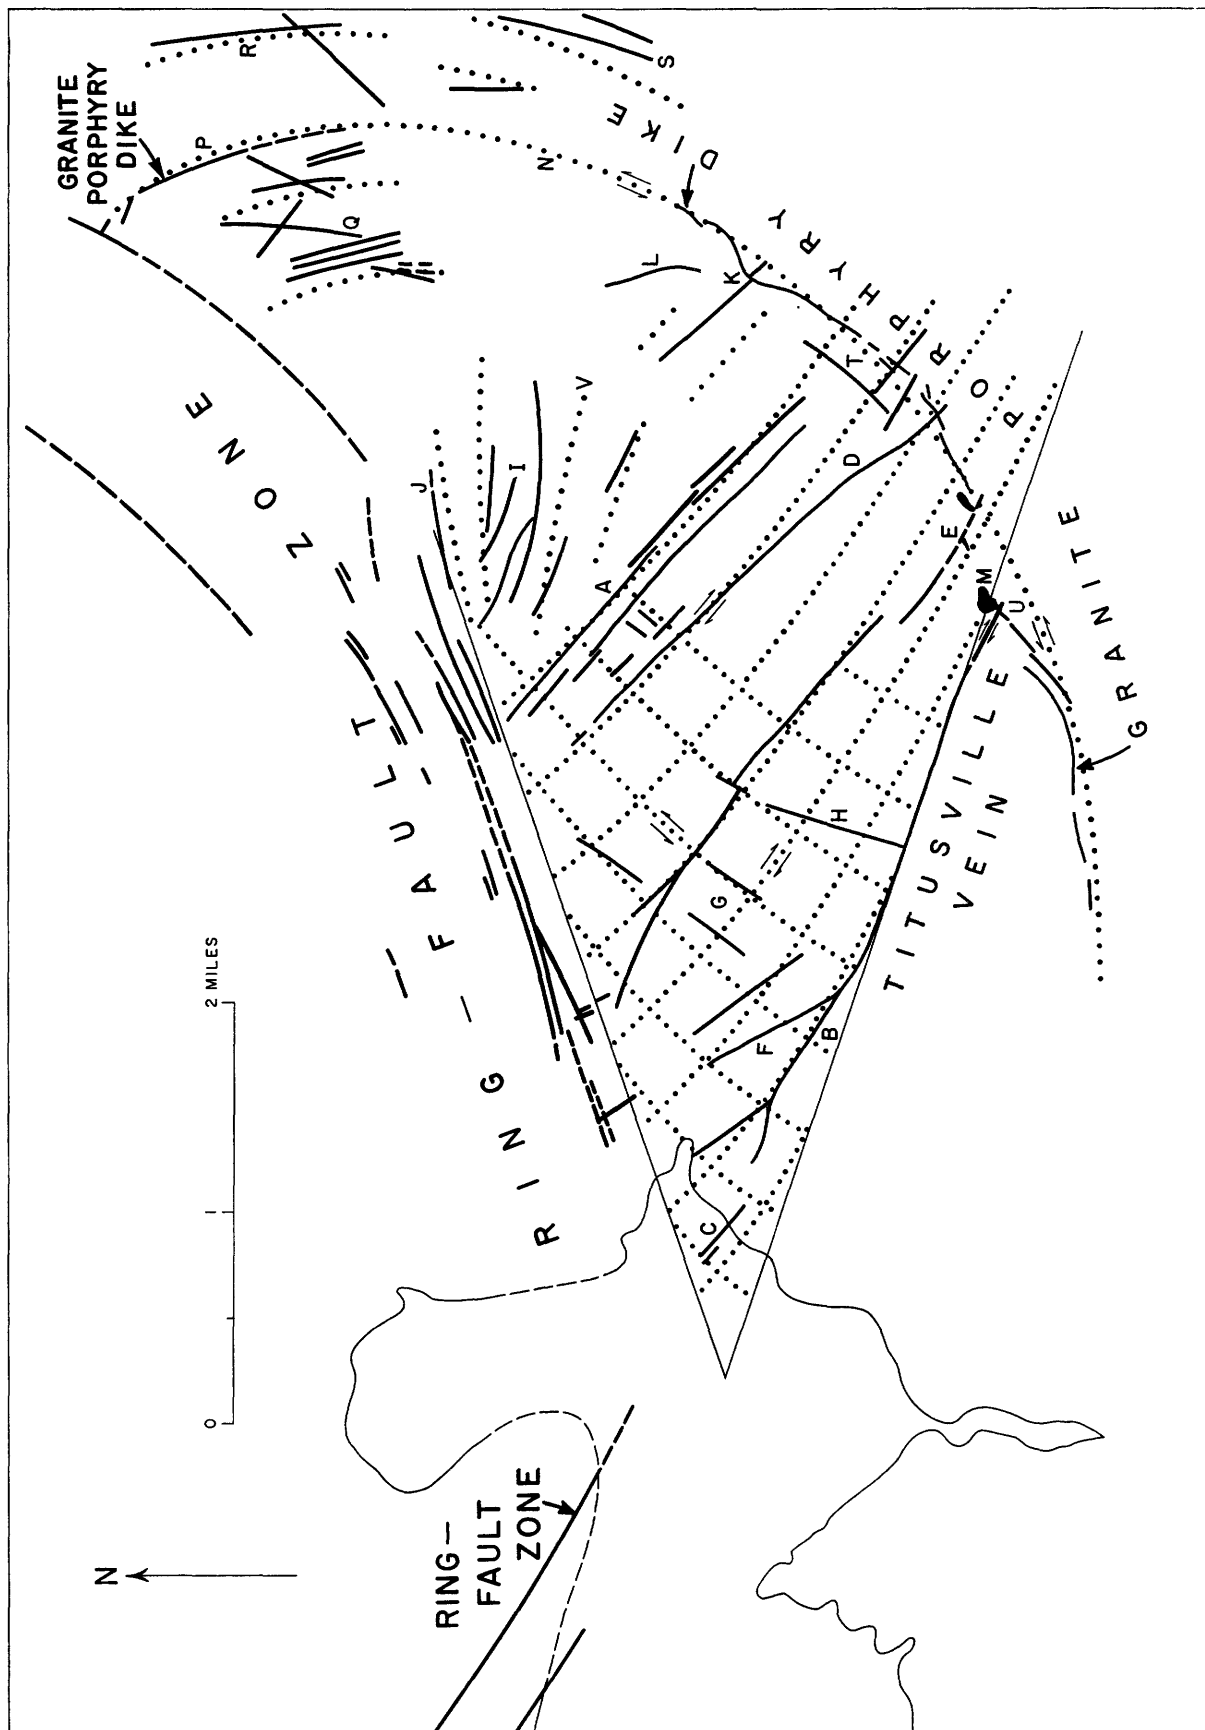 GRANITE
PORPHYRY
DIKE
RING-FAULT ZONE
RING-
FAULT
ZONE
GRANITE PORPHYRY DIKE
TITUSVILLE
VEIN
N
0
1
2 MILES
A
B
C
D
E
F
G
H
I
J
K
L
M
N
P
Q
R
S
T
U
V